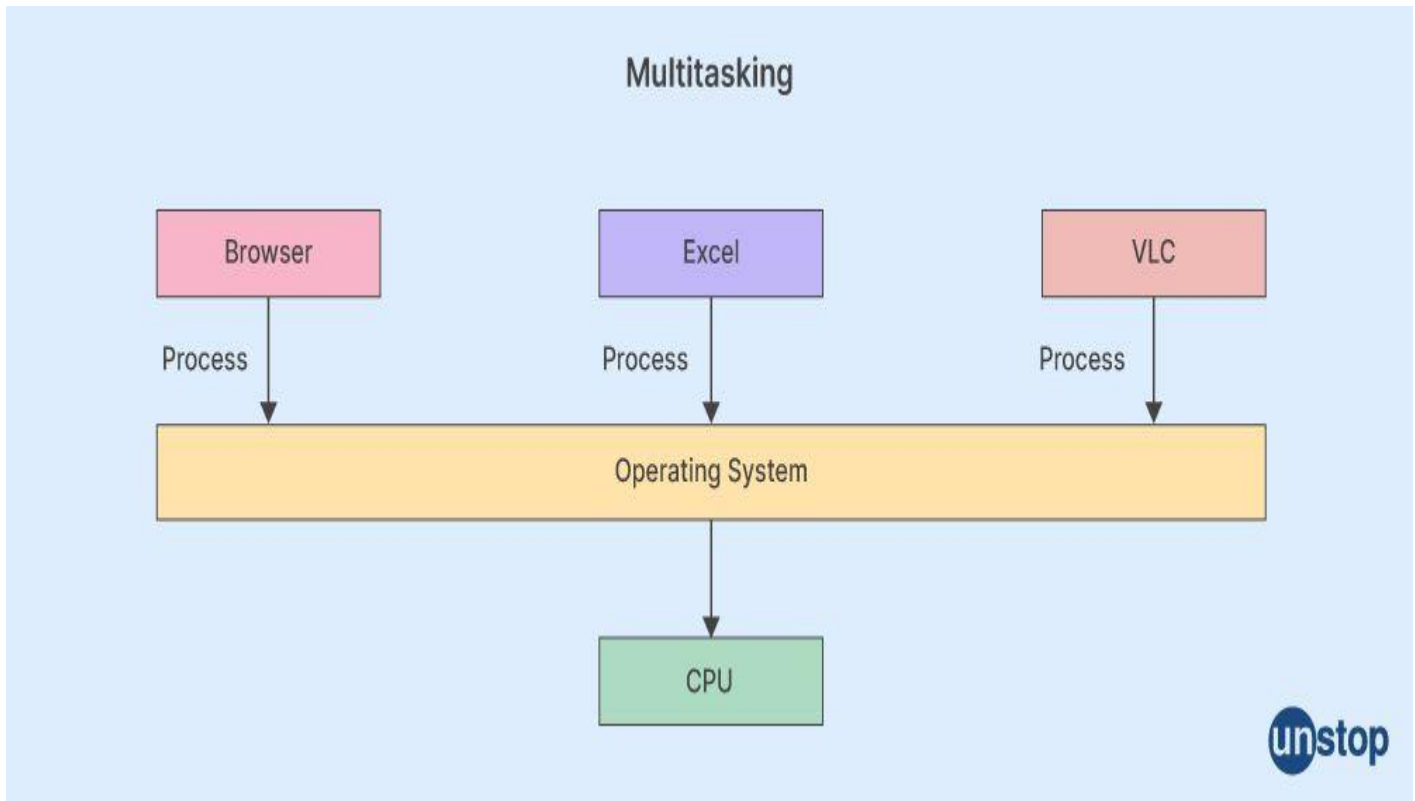 Multitasking
Browser
Excel
VLC
Process
Process
Process
Operating System
CPU
unstop